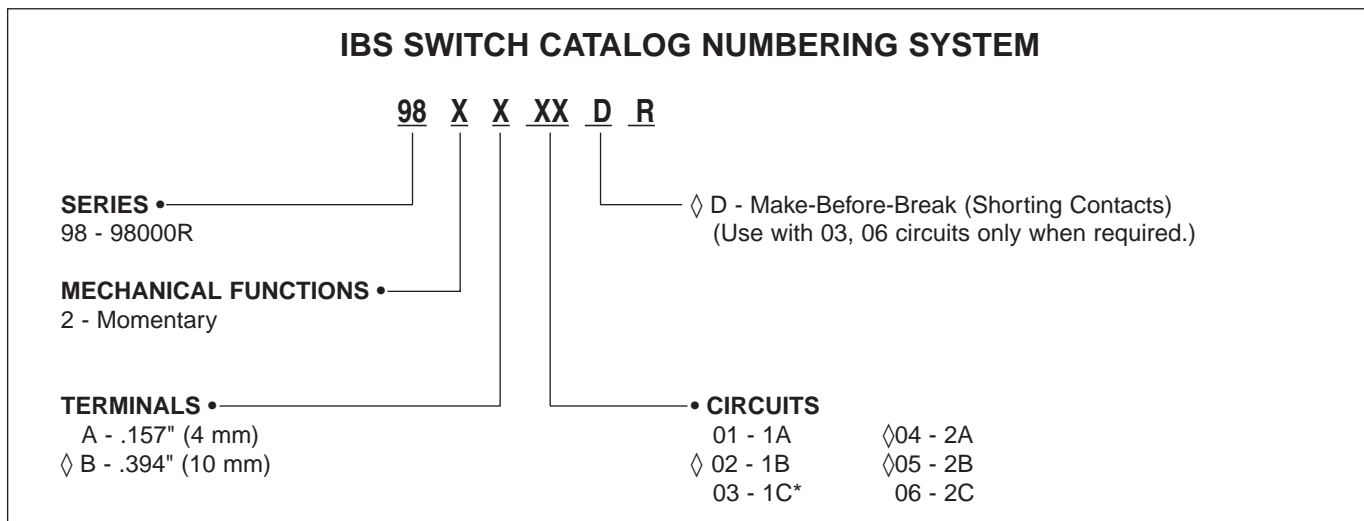 IBS SWITCH CATALOG NUMBERING SYSTEM
98 X X XX D R
SERIES •
98 - 98000R
MECHANICAL FUNCTIONS •
2 - Momentary
TERMINALS •
A - .157" (4 mm)
◊ B - .394" (10 mm)
◊ D - Make-Before-Break (Shorting Contacts)
(Use with 03, 06 circuits only when required.)
• CIRCUITS
01 - 1A ◊04 - 2A
◊ 02 - 1B ◊05 - 2B
03 - 1C* 06 - 2C